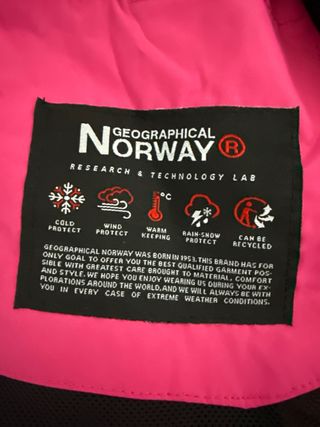 GEOGRAPHICAL
NORWAY®
RESEARCH & TECHNOLOGY LAB
°C
COLD PROTECT
WIND PROTECT
WARM KEEPING
RAIN-SNOW PROTECT
CAN BE RECYCLED
GEOGRAPHICAL NORWAY WAS BORN IN 1953. THIS BRAND HAS FOR
ONLY GOAL TO OFFER YOU THE BEST QUALIFIED GARMENT POS-
SIBLE WITH GREATEST CARE BROUGHT TO MATERIAL, COMFORT
AND STYLE. WE HOPE YOU ENJOY WEARING US DURING YOUR EX-
PLORATIONS AROUND THE WORLD, AND WE WILL ALWAYS BE WITH
YOU IN EVERY CASE OF EXTREME WEATHER CONDITIONS.